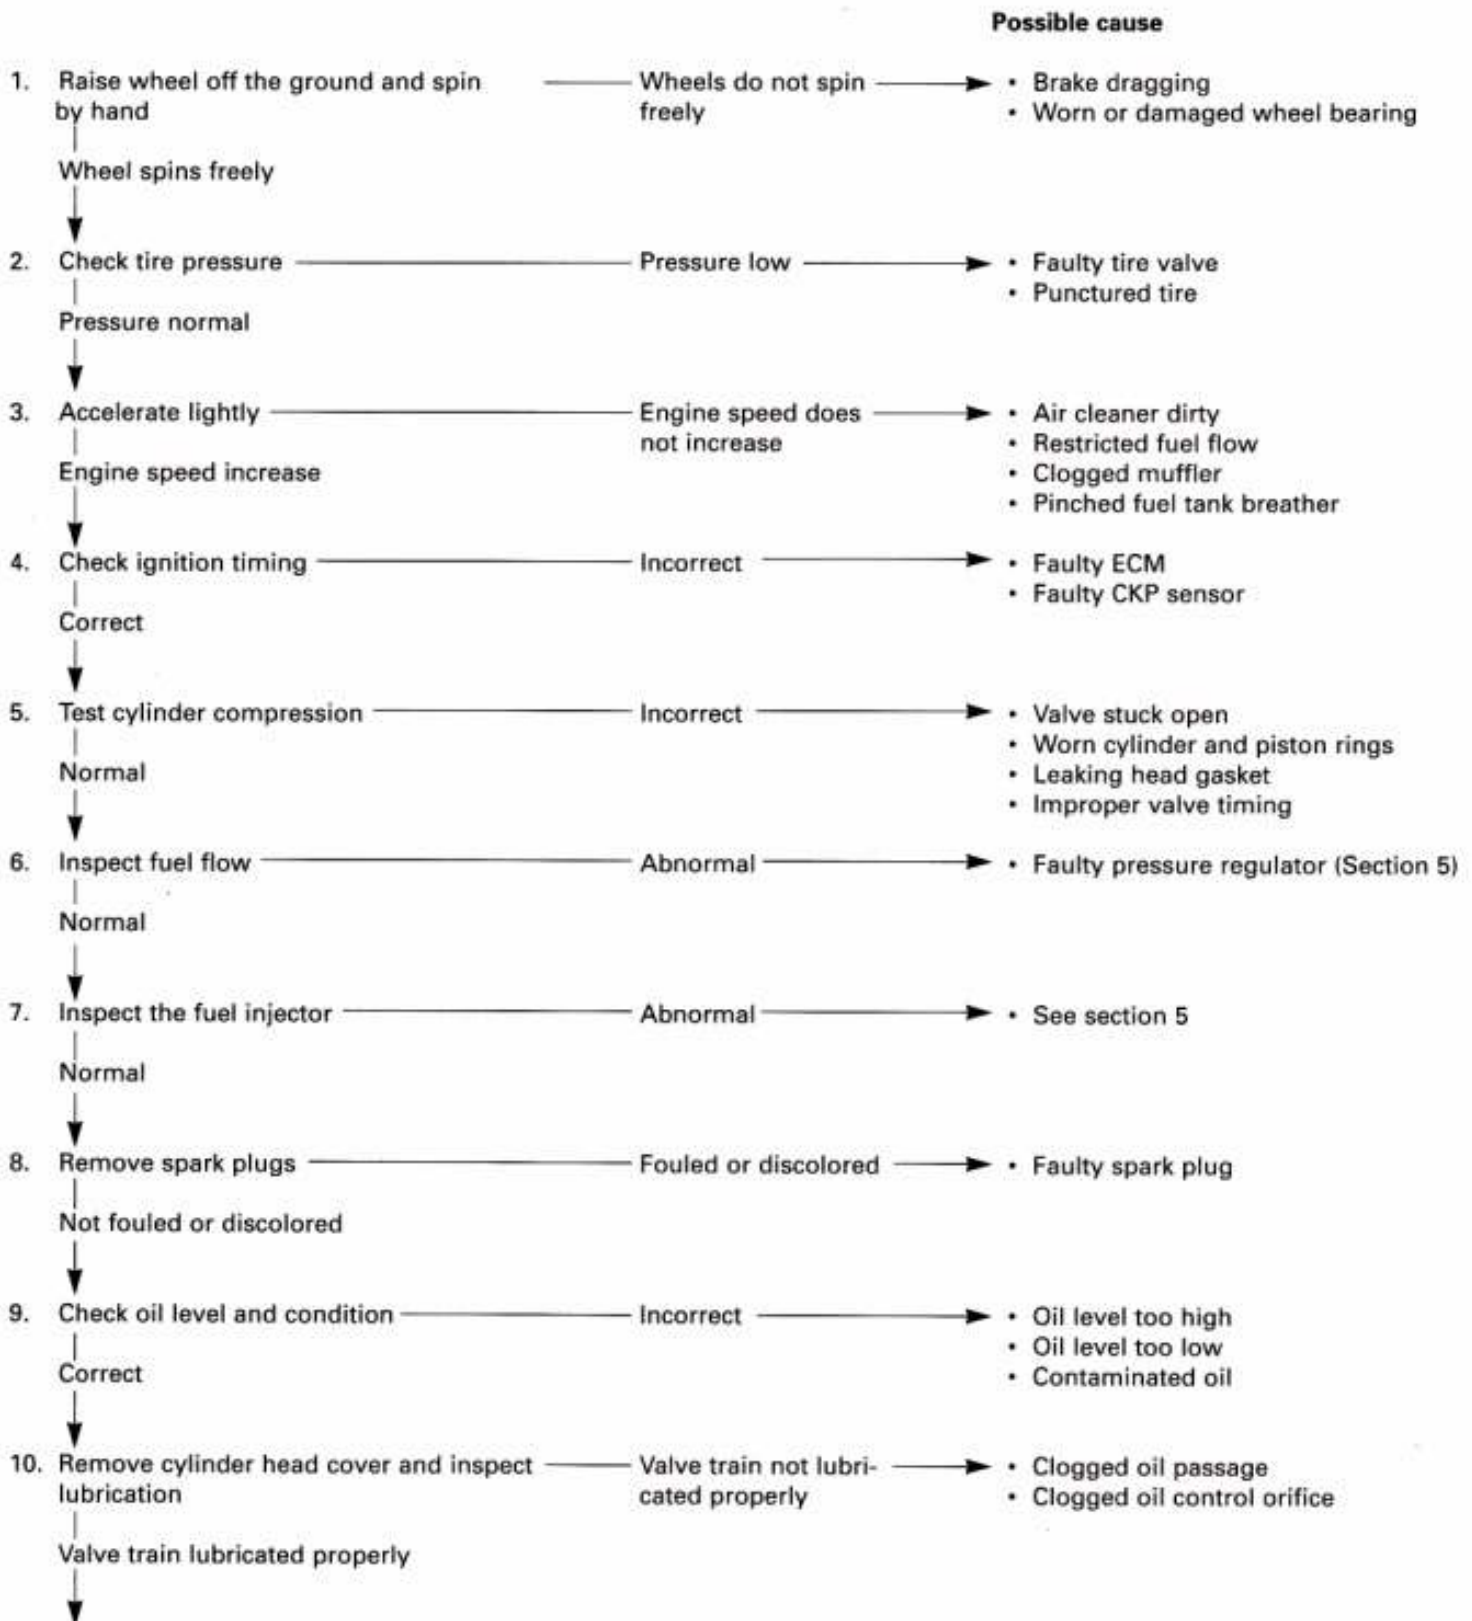 Possible cause
1. Raise wheel off the ground and spin by hand
Wheels do not spin freely
• Brake dragging
• Worn or damaged wheel bearing
Wheel spins freely
2. Check tire pressure
Pressure low
• Faulty tire valve
• Punctured tire
Pressure normal
3. Accelerate lightly
Engine speed does not increase
• Air cleaner dirty
• Restricted fuel flow
• Clogged muffler
• Pinched fuel tank breather
Engine speed increase
4. Check ignition timing
Incorrect
• Faulty ECM
• Faulty CKP sensor
Correct
5. Test cylinder compression
Incorrect
• Valve stuck open
• Worn cylinder and piston rings
• Leaking head gasket
• Improper valve timing
Normal
6. Inspect fuel flow
Abnormal
• Faulty pressure regulator (Section 5)
Normal
7. Inspect the fuel injector
Abnormal
• See section 5
Normal
8. Remove spark plugs
Fouled or discolored
• Faulty spark plug
Not fouled or discolored
9. Check oil level and condition
Incorrect
• Oil level too high
• Oil level too low
• Contaminated oil
Correct
10. Remove cylinder head cover and inspect lubrication
Valve train not lubri-
cated properly
• Clogged oil passage
• Clogged oil control orifice
Valve train lubricated properly